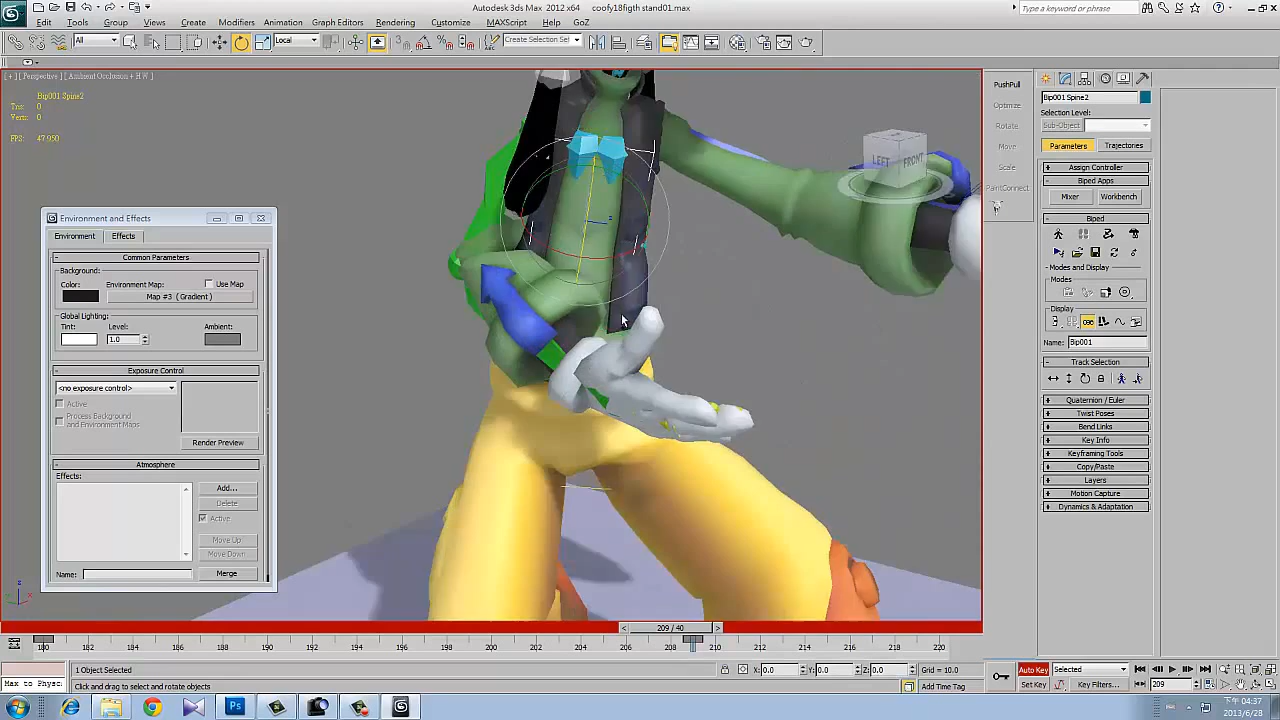 Autodesk 3ds Max 2012 x64 coofy18figth stand01.max
Type a keyword or phrase
Edit Tools Group Views Create Modifiers Animation Graph Editors Rendering Customize MAXScript Help GoZ
All Local Create Selection Se
[ + ] [ Perspective ] [ Ambient Occlusion + HW ]
Bip001 Spine2
Tris: 0
Verts: 0
FPS: 47.950
LEFT FRONT
PushPull
Optimize
Rotate
Move
Scale
PaintConnect
Bip001 Spine2
Selection Level:
Sub-Object
Parameters Trajectories
Assign Controller
Biped Apps
Mixer Workbench
Biped
- Modes and Display
Modes
Display
Name: Bip001
Track Selection
Quaternion / Euler
Twist Poses
Bend Links
Key Info
Keyframing Tools
Copy/Paste
Layers
Motion Capture
Dynamics & Adaptation
Environment and Effects
Environment Effects
Common Parameters
Background:
Color: Environment Map: Use Map
Map #3 ( Gradient )
Global Lighting:
Tint: Level: Ambient:
1.0
Exposure Control
<no exposure control>
Active
Process Background
and Environment Maps
Render Preview
Atmosphere
Effects:
Add...
Delete
Active
Move Up
Move Down
Name: Merge
209 / 40
180 182 184 186 188 190 192 194 196 198 200 202 204 206 208 210 212 214 216 218 220
1 Object Selected X: 0.0 Y: 0.0 Z: 0.0 Grid = 10.0
Max to Physc
Click and drag to select and rotate objects
Add Time Tag
Auto Key Selected
Set Key Key Filters... 209
下午 04:37
2013/6/28